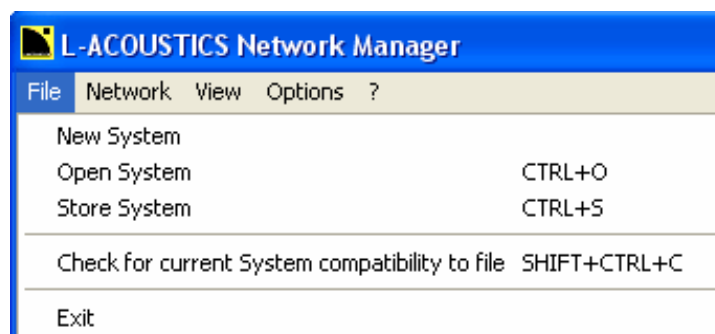 L-ACOUSTICS Network Manager
File Network View Options ?
New System
Open System CTRL+O
Store System CTRL+S
Check for current System compatibility to file SHIFT+CTRL+C
Exit